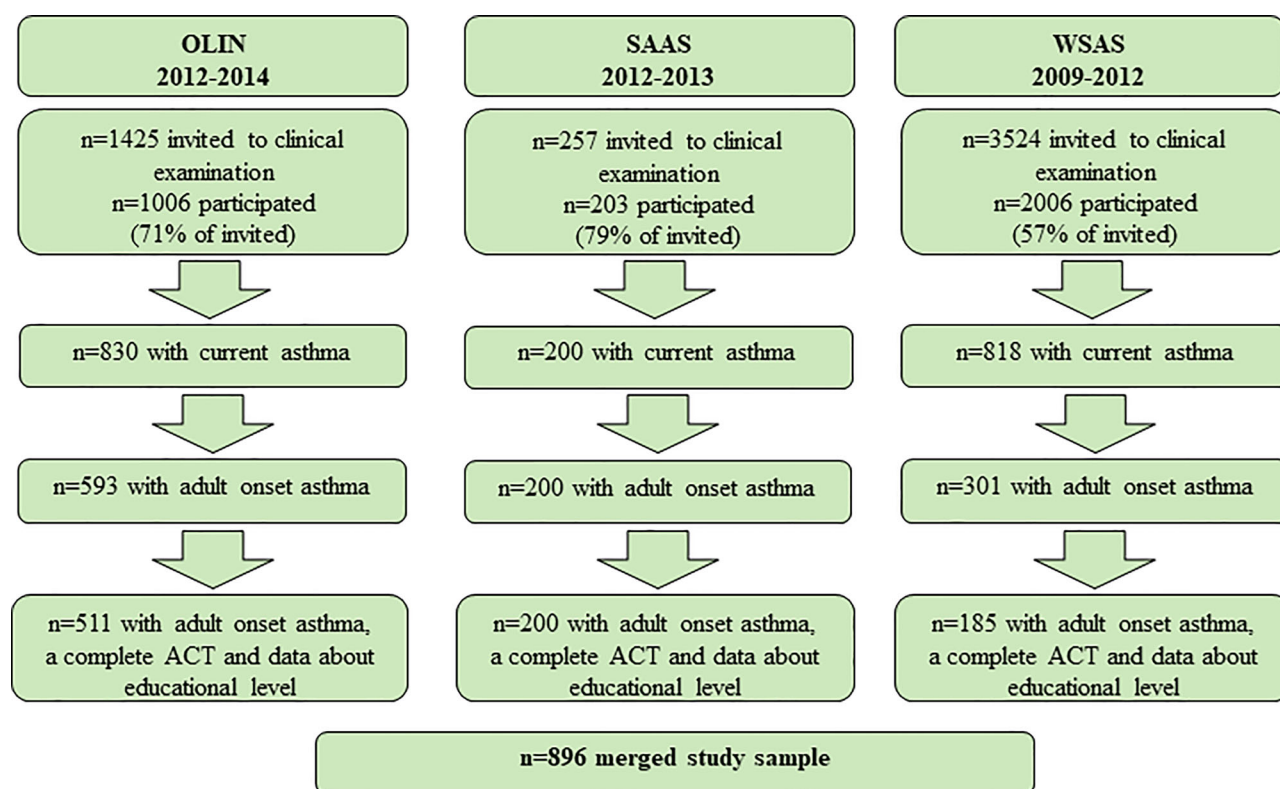 OLIN
2012-2014
n=1425 invited to clinical
examination
n=1006 participated
(71% of invited)
n=830 with current asthma
n=593 with adult onset asthma
n=511 with adult onset asthma,
a complete ACT and data about
educational level
SAAS
2012-2013
n=257 invited to clinical
examination
n=203 participated
(79% of invited)
n=200 with current asthma
n=200 with adult onset asthma
n=200 with adult onset asthma,
a complete ACT and data about
educational level
WSAS
2009-2012
n=3524 invited to clinical
examination
n=2006 participated
(57% of invited)
n=818 with current asthma
n=301 with adult onset asthma
n=185 with adult onset asthma,
a complete ACT and data about
educational level
n=896 merged study sample